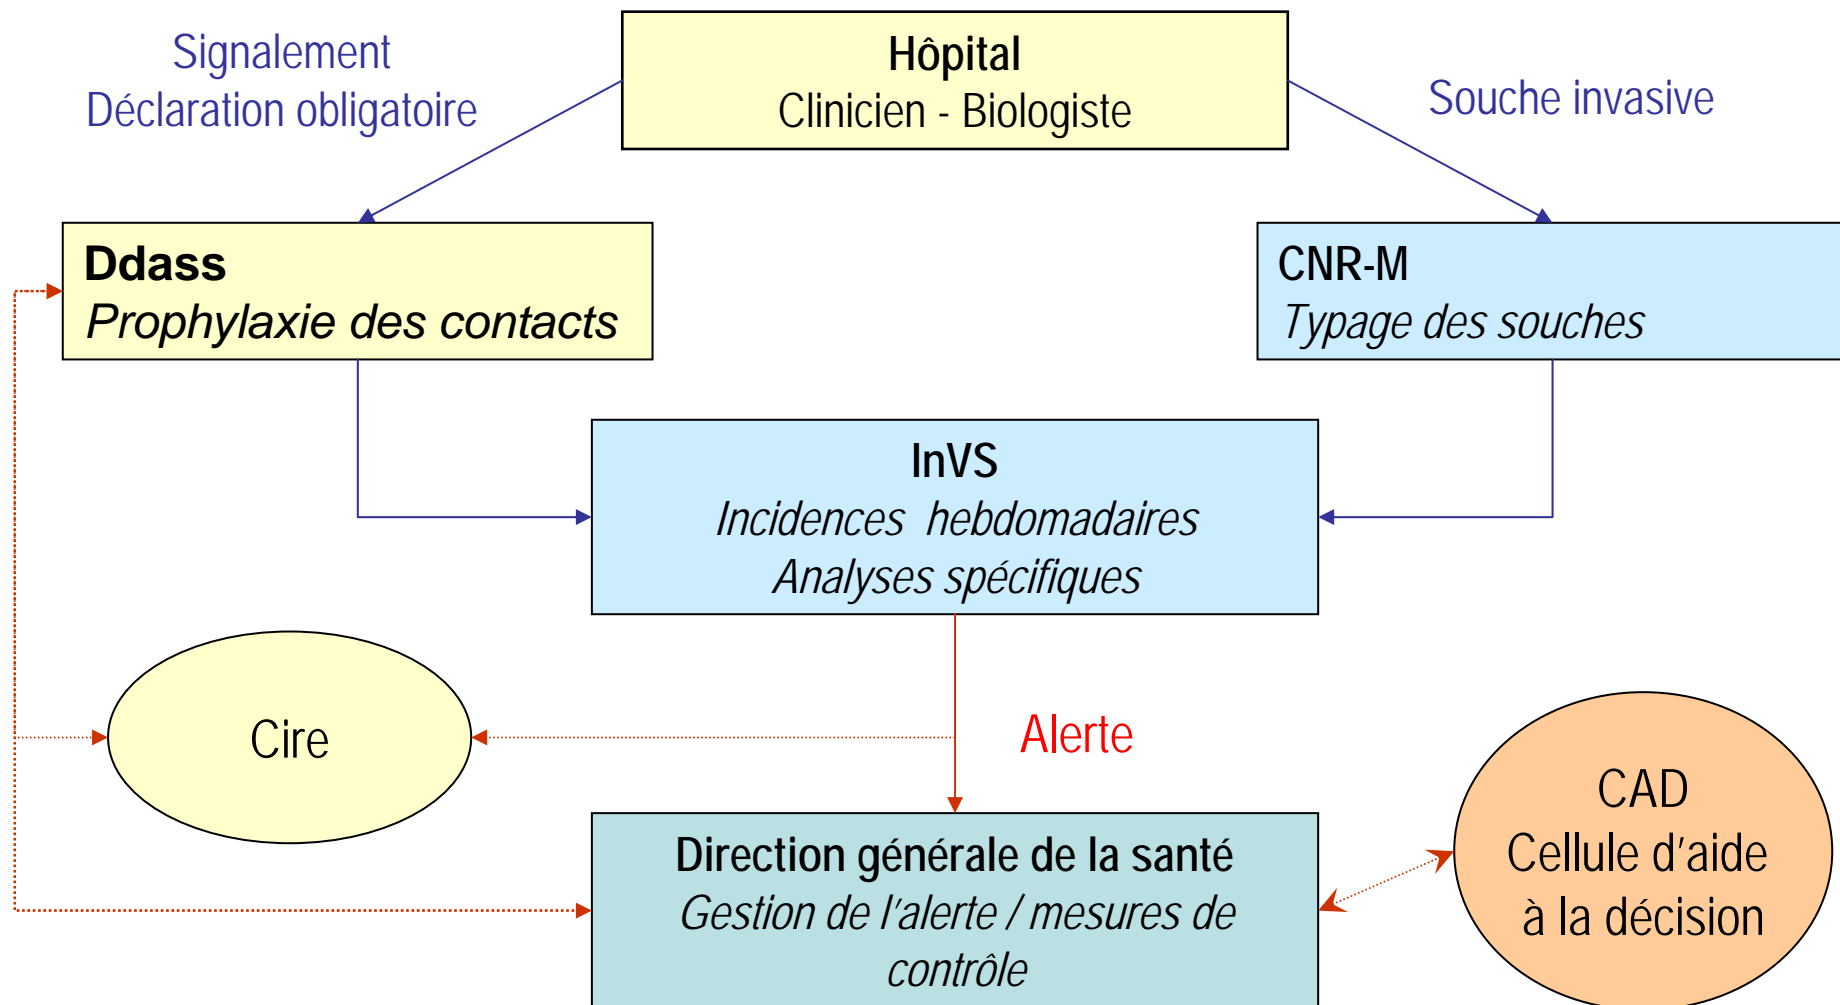 Signalement
Déclaration obligatoire
Hôpital
Clinicien - Biologiste
Souche invasive
Ddass
Prophylaxie des contacts
CNR-M
Typage des souches
InVS
Incidences hebdomadaires
Analyses spécifiques
Cire
Alerte
CAD
Cellule d'aide
à la décision
Direction générale de la santé
Gestion de l'alerte / mesures de
contrôle